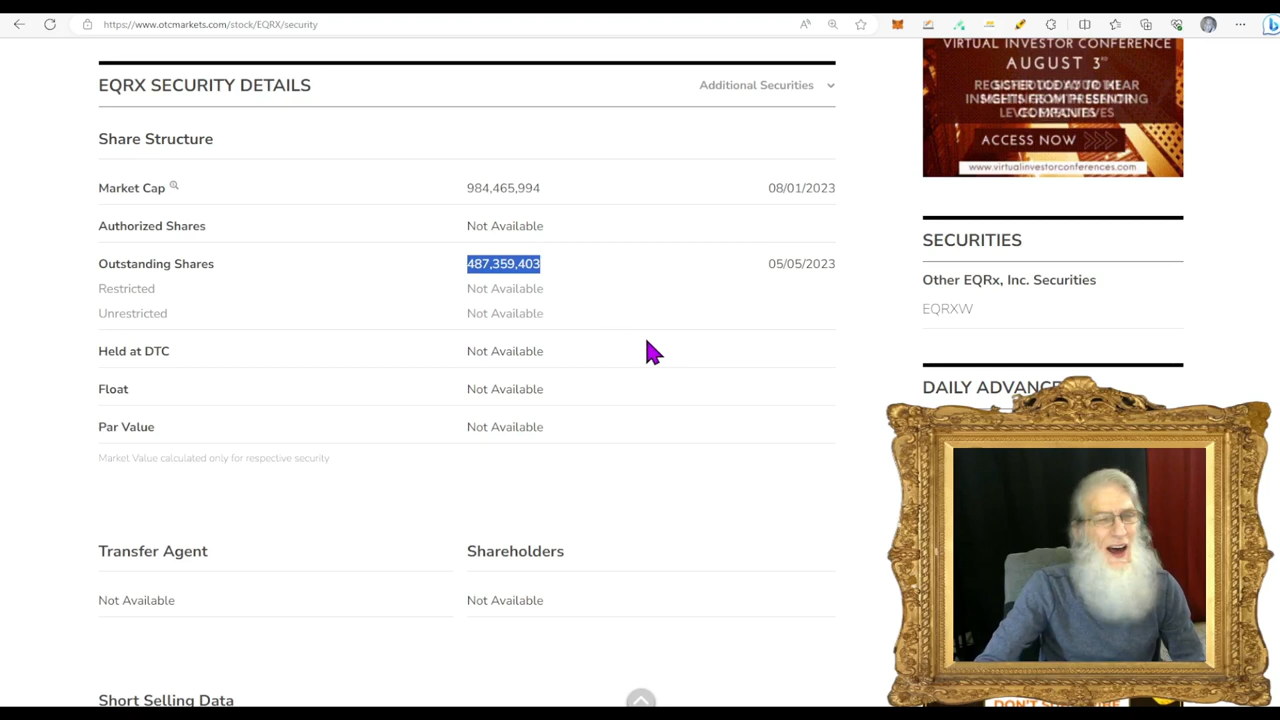 https://www.otcmarkets.com/stock/EQRX/security
EQRX SECURITY DETAILS
Additional Securities
Share Structure
Market Cap 984,465,994 08/01/2023
Authorized Shares Not Available
Outstanding Shares 487,359,403 05/05/2023
Restricted Not Available
Unrestricted Not Available
Held at DTC Not Available
Float Not Available
Par Value Not Available
Market Value calculated only for respective security
Transfer Agent Shareholders
Not Available Not Available
Short Selling Data
VIRTUAL INVESTOR CONFERENCE
AUGUST 3
ACCESS NOW
www.virtualinvestorconferences.com
SECURITIES
Other EQRx, Inc. Securities
EQRXW
DAILY